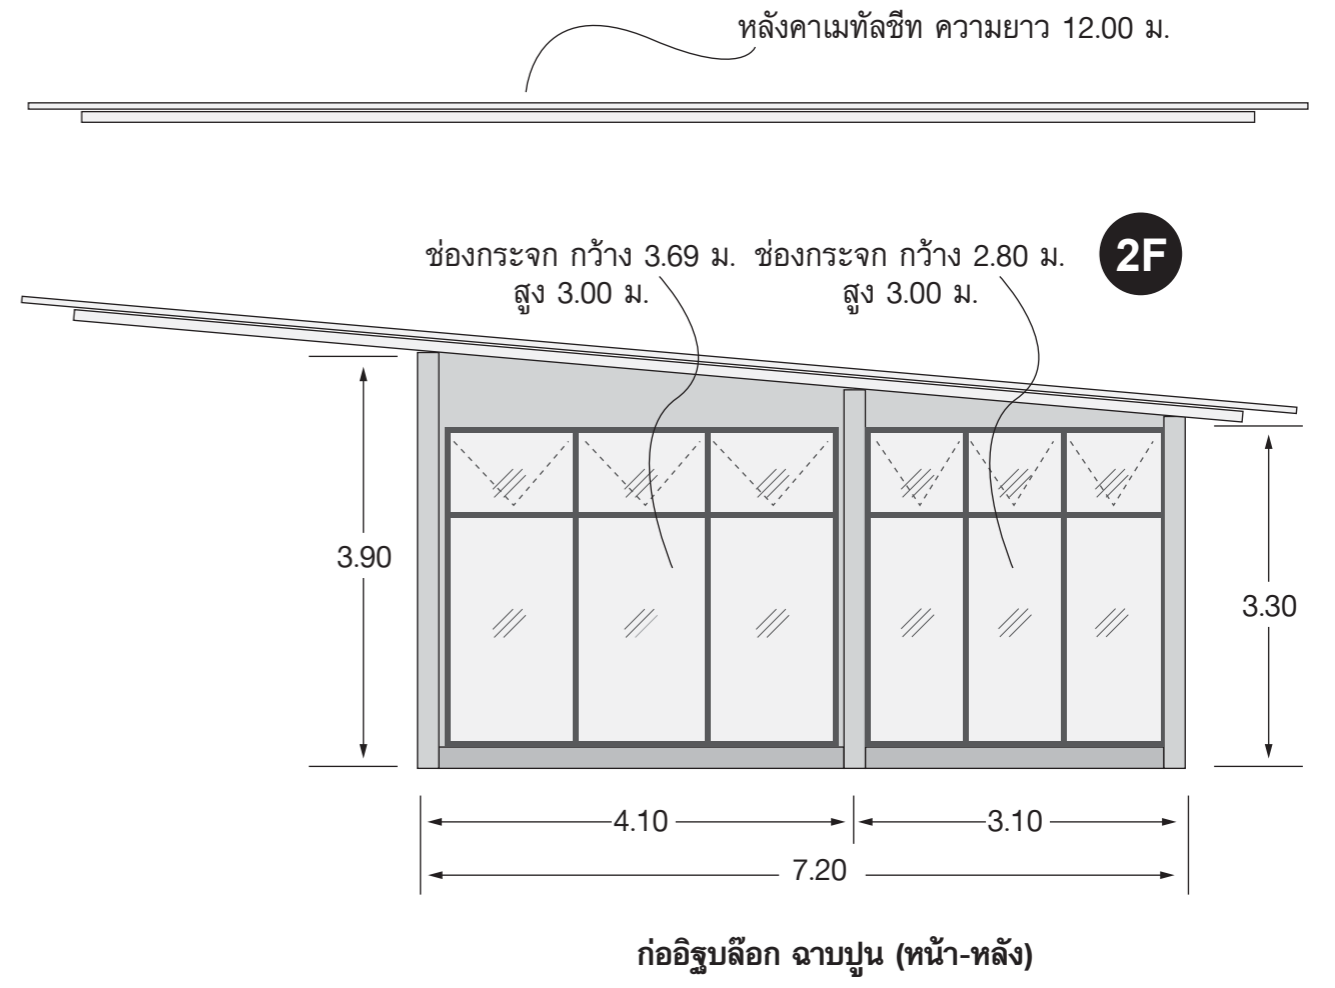 หลังคาเมทัลชีท ความยาว 12.00 ม.
ช่องกระจก กว้าง 3.69 ม.
สูง 3.00 ม.
ช่องกระจก กว้าง 2.80 ม.
สูง 3.00 ม.
2F
3.90
3.30
4.10
3.10
7.20
ก่ออิฐบล๊อก ฉาบปูน (หน้า-หลัง)